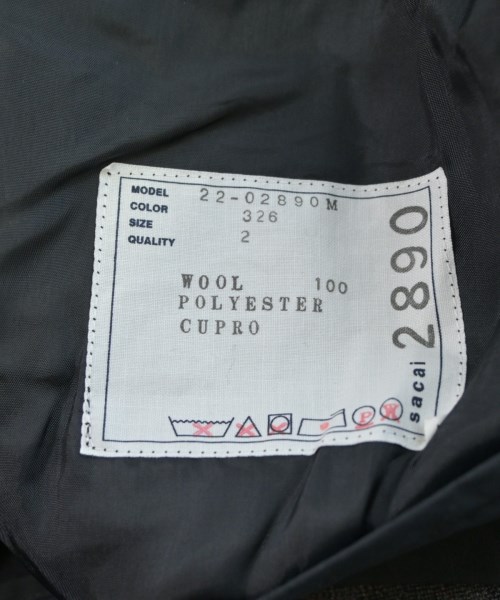 MODEL 22-02890M
COLOR 326
SIZE 2
QUALITY
WOOL 100
POLYESTER
CUPRO
sacai 2890
P W